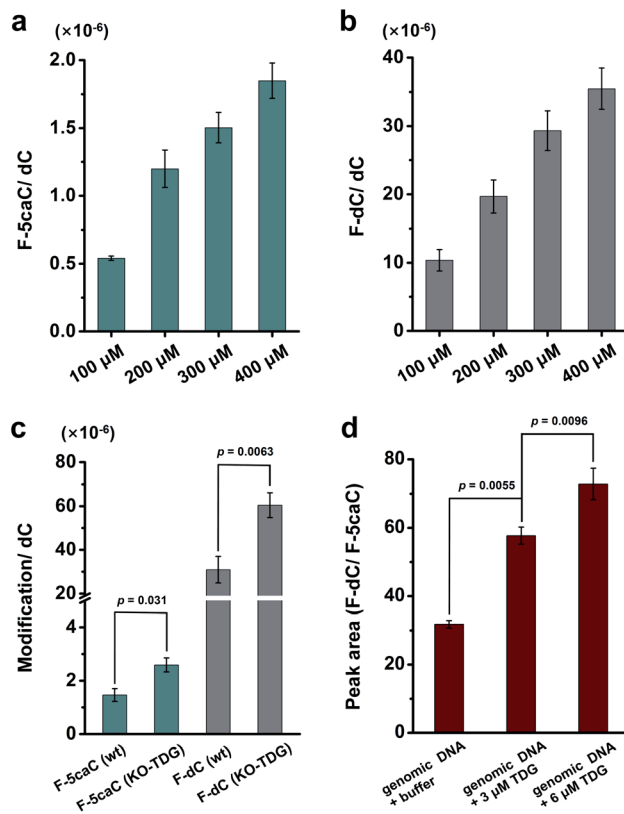 a
(×10⁻⁶)
2.0
1.5
1.0
0.5
0.0
F-5caC/ dC
100 μM
200 μM
300 μM
400 μM
b
(×10⁻⁶)
40
30
20
10
0
F-dC/ dC
100 μM
200 μM
300 μM
400 μM
c
(×10⁻⁶)
80
60
40
20
4
2
0
Modification/ dC
p = 0.031
p = 0.0063
F-5caC (wt)
F-5caC (KO-TDG)
F-dC (wt)
F-dC (KO-TDG)
d
80
60
40
20
0
Peak area (F-dC/ F-5caC)
p = 0.0055
p = 0.0096
genomic DNA
+ buffer
genomic DNA
+ 3 μM TDG
genomic DNA
+ 6 μM TDG